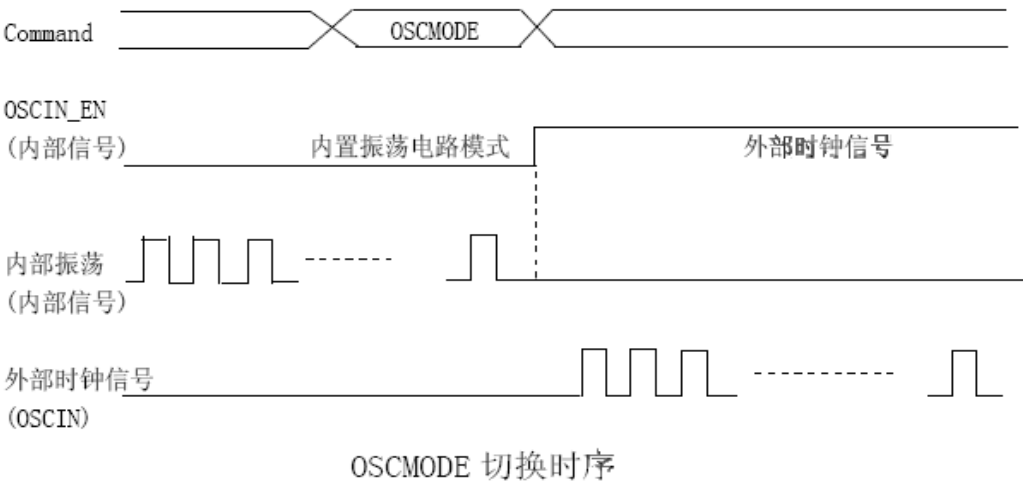 Command
OSCMODE
OSCIN_EN
(内部信号)
内置振荡电路模式
外部时钟信号
内部振荡
(内部信号)
外部时钟信号
(OSCIN)
OSCMODE 切换时序